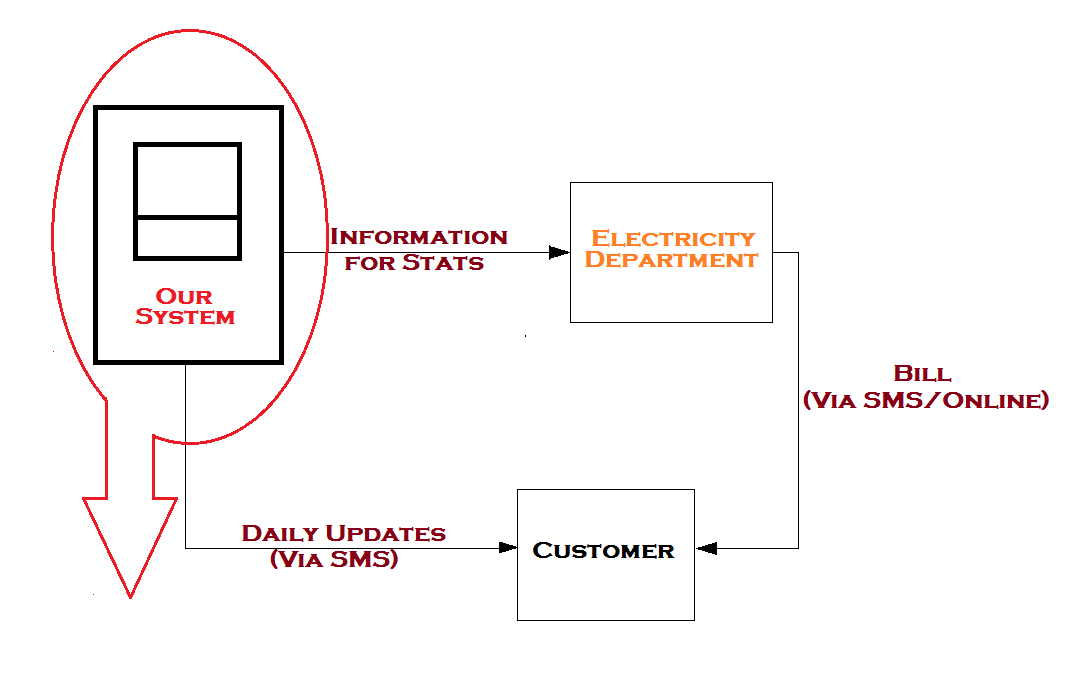 Information
for Stats
Electricity
Department
Our
System
Bill
(Via SMS/Online)
Daily Updates
(Via SMS)
Customer